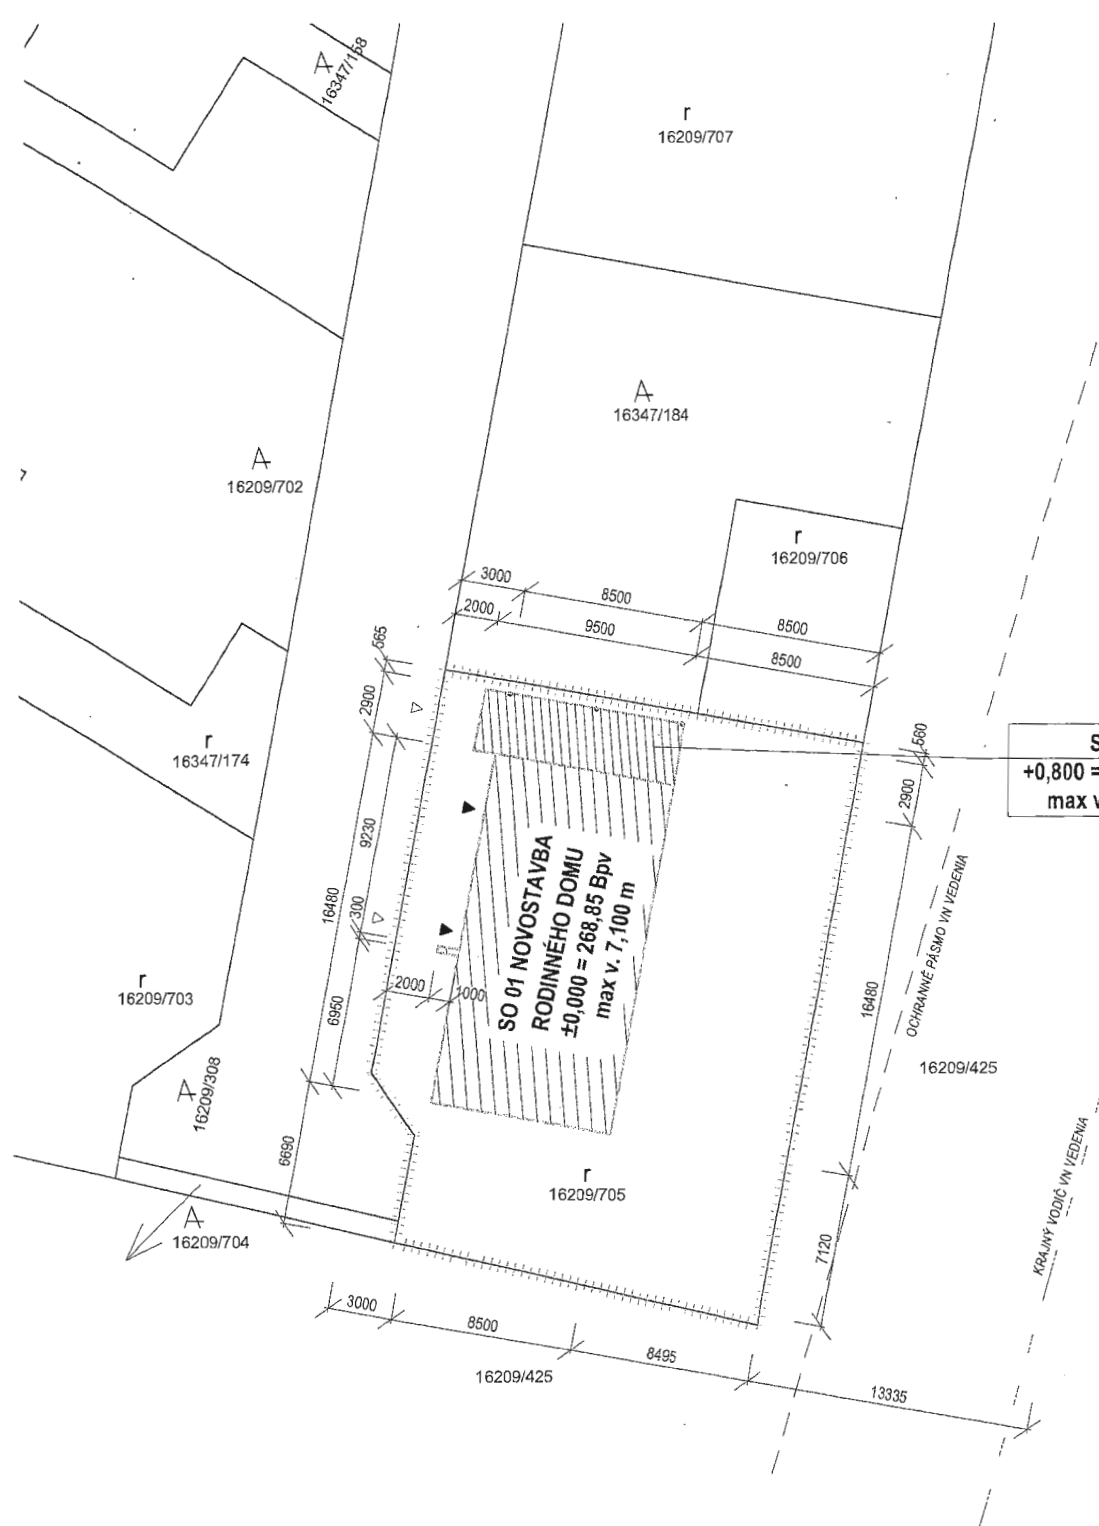 16347/158
r
16209/707
16347/184
16209/702
r
16209/706
3000
8500
8500
2000
9500
8500
565
2900
9230
16480
300
6950
6690
r
16347/174
r
16209/703
16209/308
16209/704
2000
1000
SO 01 NOVOSTAVBA
RODINNÉHO DOMU
±0,000 = 268,85 Bpv
max v. 7,100 m
560
2900
16480
7120
S
+0,800 =
max v
OCHRANNÉ PÁSMO VN VEDENIA
16209/425
KRAJNÝ VODIČ VN VEDENIA
r
16209/705
3000
8500
8495
13335
16209/425